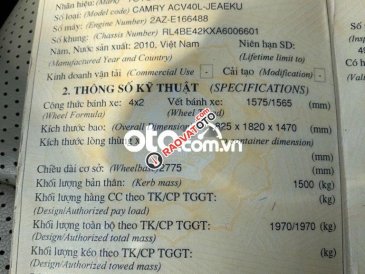 Số loại (Model code) CAMRY ACV40L-JEAEKU
Số máy: (Engine Number) 2AZ-E166488
Số khung: (Chassis Number) RL4BE42KXA6006601
Năm, Nước sản xuất: 2010, Việt Nam Niên hạn SD:
(Manufactured Year and Country) (Lifetime limit to)
Kinh doanh vận tải (Commercial Use) - Cải tạo (Modification) -
2. THÔNG SỐ KỸ THUẬT (SPECIFICATIONS)
Công thức bánh xe: 4x2 Vết bánh xe: 1575/1565 (mm)
(Wheel Formula) (Wheel
Kích thước bao: (Overall Dimension 25 x 1820 x 1470 (mm)
Kích thước lòng thùng container dimension)
(mm)
oto.com.vn
RAOVATOTO
Chiều dài cơ sở: (Wheelbase) 2775 (mm)
Khối lượng bản thân: (Kerb mass) 1500 (kg)
Khối lượng hàng CC theo TK/CP TGGT: (kg)
(Design/Authorized pay load)
Khối lượng toàn bộ theo TK/CP TGGT: 1970/1970 (kg)
(Design/Authorized total mass)
Khối lượng kéo theo TK/CP TGGT: (kg)
(Design/Authorized towed mass)